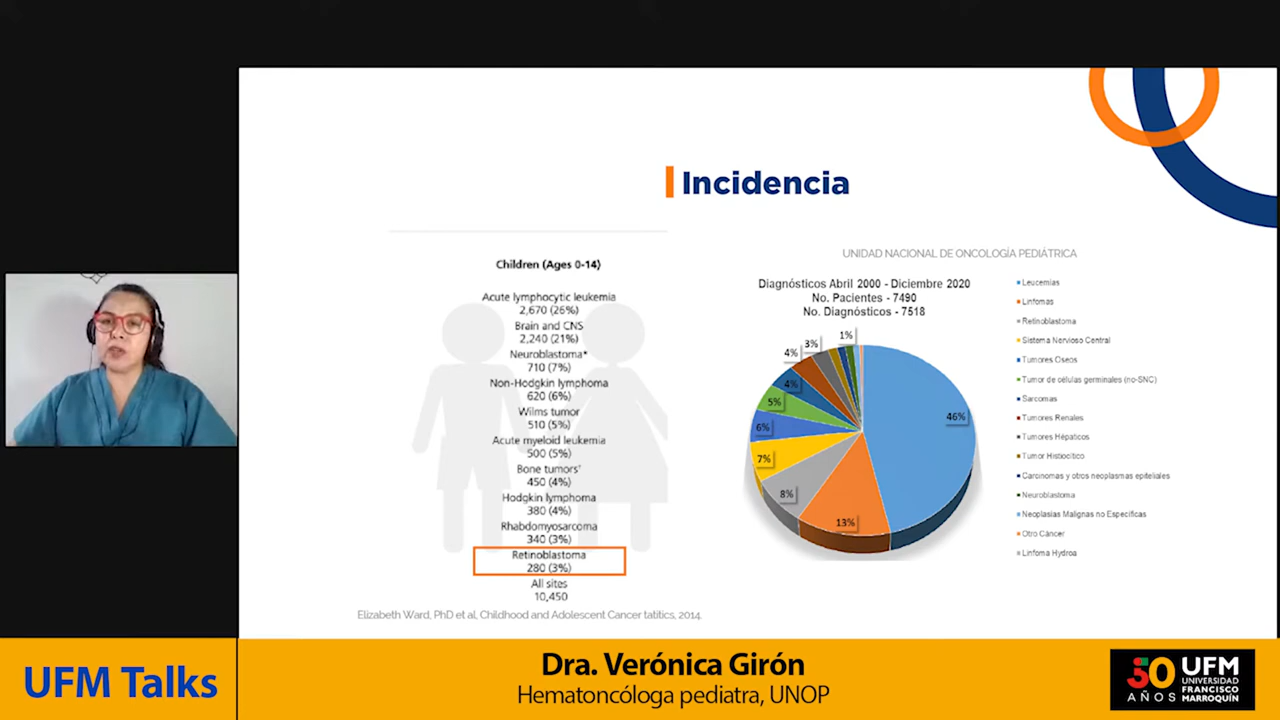 Incidencia
Children (Ages 0-14)
Acute lymphocytic leukemia
2,670 (26%)
Brain and CNS
2,240 (21%)
Neuroblastoma*
710 (7%)
Non-Hodgkin lymphoma
620 (6%)
Wilms tumor
510 (5%)
Acute myeloid leukemia
500 (5%)
Bone tumors'
450 (4%)
Hodgkin lymphoma
380 (4%)
Rhabdomyosarcoma
340 (3%)
Retinoblastoma
280 (3%)
All sites
10,450
Elizabeth Ward, PhD et al, Childhood and Adolescent Cancer tatitics, 2014.
UNIDAD NACIONAL DE ONCOLOGÍA PEDIÁTRICA
Diagnósticos Abril 2000 - Diciembre 2020
No. Pacientes - 7490
No. Diagnósticos - 7518
1%
3%
4%
4%
5%
6%
7%
8%
13%
46%
Leucemias
Linfomas
Retinoblastoma
Sistema Nervioso Central
Tumores Oseos
Tumor de células germinales (no-SNC)
Sarcomas
Tumores Renales
Tumores Hépaticos
Tumor Histiocítico
Carcinomas y otros neoplasmas epiteliales
Neuroblastoma
Neoplasias Malignas no Específicas
Otro Cáncer
Linfoma Hydroa
UFM Talks
Dra. Verónica Girón
Hematoncóloga pediatra, UNOP
50
AÑOS
UFM
UNIVERSIDAD
FRANCISCO
MARROQUÍN